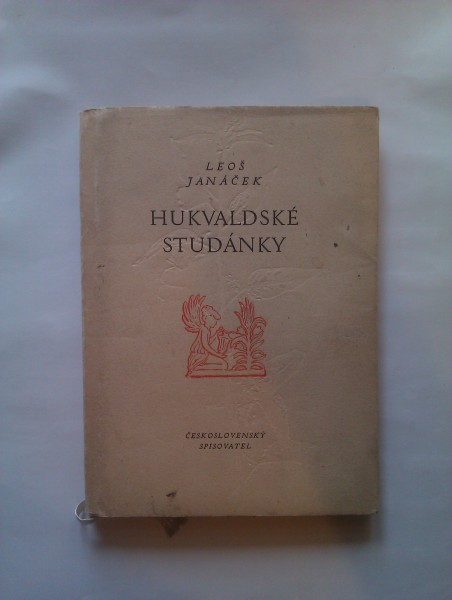 LEOŠ
JANÁČEK
HUKVALDSKÉ
STUDÁNKY
ČESKOSLOVENSKÝ
SPISOVATEL